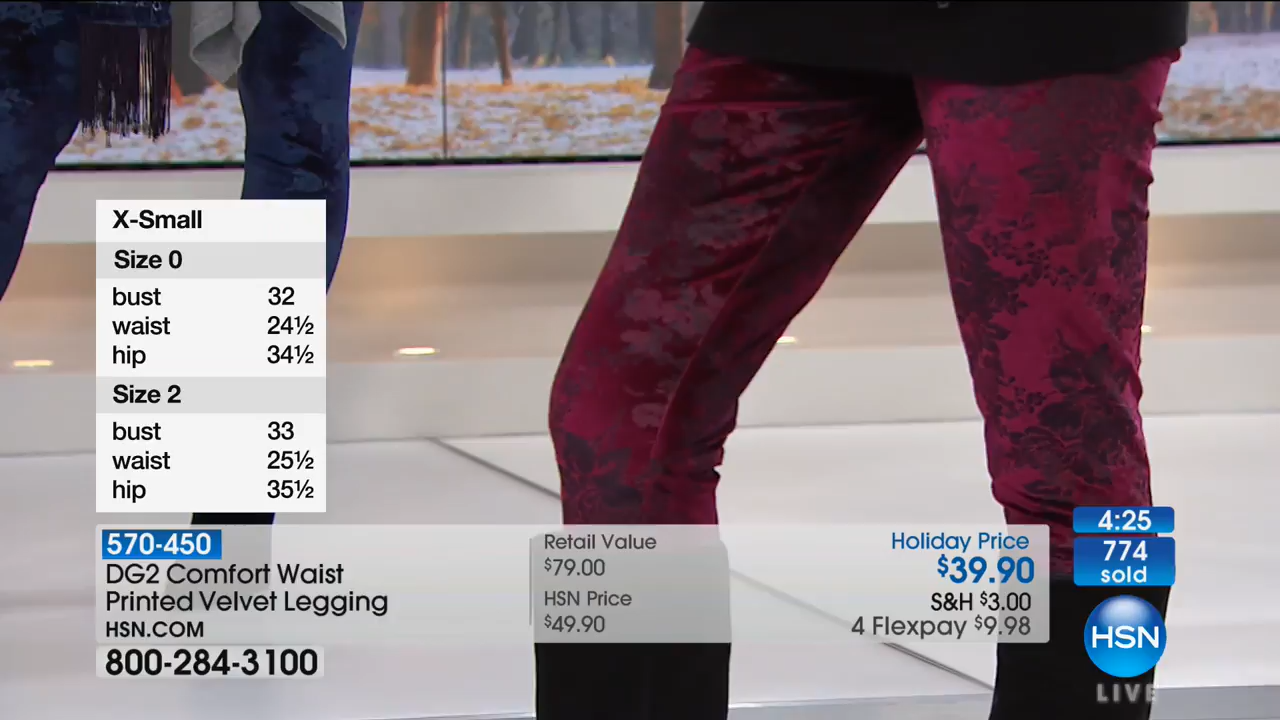 X-Small
Size 0
bust 32
waist 24½
hip 34½
Size 2
bust 33
waist 25½
hip 35½
570-450
DG2 Comfort Waist
Printed Velvet Legging
HSN.COM
800-284-3100
Retail Value
$79.00
HSN Price
$49.90
Holiday Price
$39.90
S&H $3.00
4 Flexpay $9.98
4:25
774
sold
HSN
LIVE